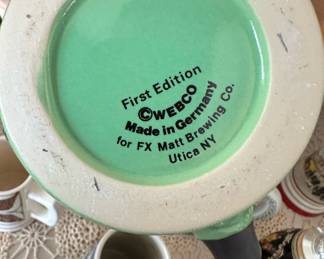 First Edition
©WEBCO
Made in Germany
for FX Matt Brewing Co.
Utica NY